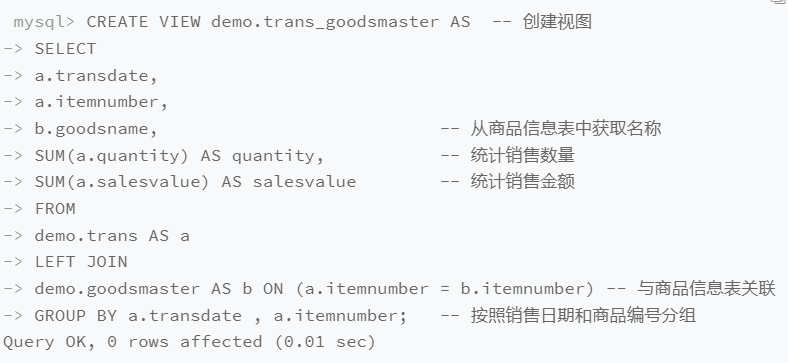 mysql> CREATE VIEW demo.trans_goodsmaster AS  -- 创建视图
-> SELECT
-> a.transdate,
-> a.itemnumber,
-> b.goodsname,                           -- 从商品信息表中获取名称
-> SUM(a.quantity) AS quantity,           -- 统计销售数量
-> SUM(a.salesvalue) AS salesvalue        -- 统计销售金额
-> FROM
-> demo.trans AS a
-> LEFT JOIN
-> demo.goodsmaster AS b ON (a.itemnumber = b.itemnumber) -- 与商品信息表关联
-> GROUP BY a.transdate , a.itemnumber;   -- 按照销售日期和商品编号分组
Query OK, 0 rows affected (0.01 sec)